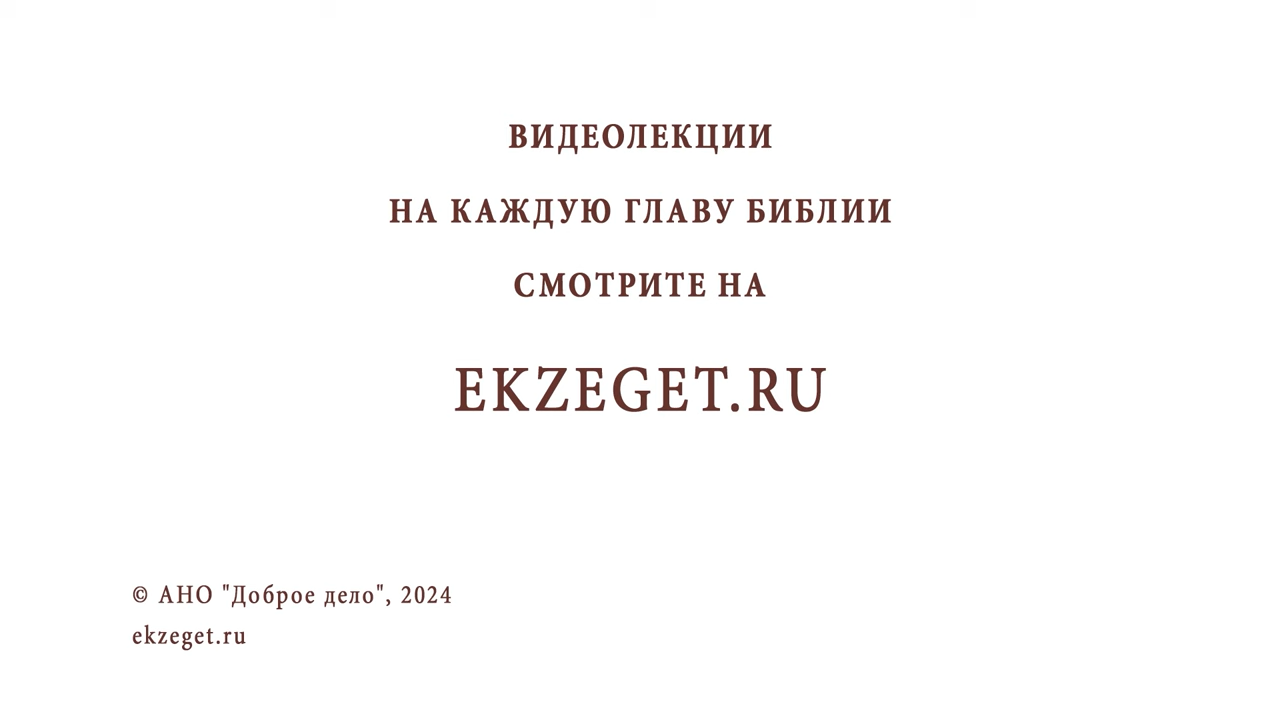 ВИДЕОЛЕКЦИИ
НА КАЖДУЮ ГЛАВУ БИБЛИИ
СМОТРИТЕ НА
EKZEGET.RU
© АНО "Доброе дело", 2024
ekzeget.ru